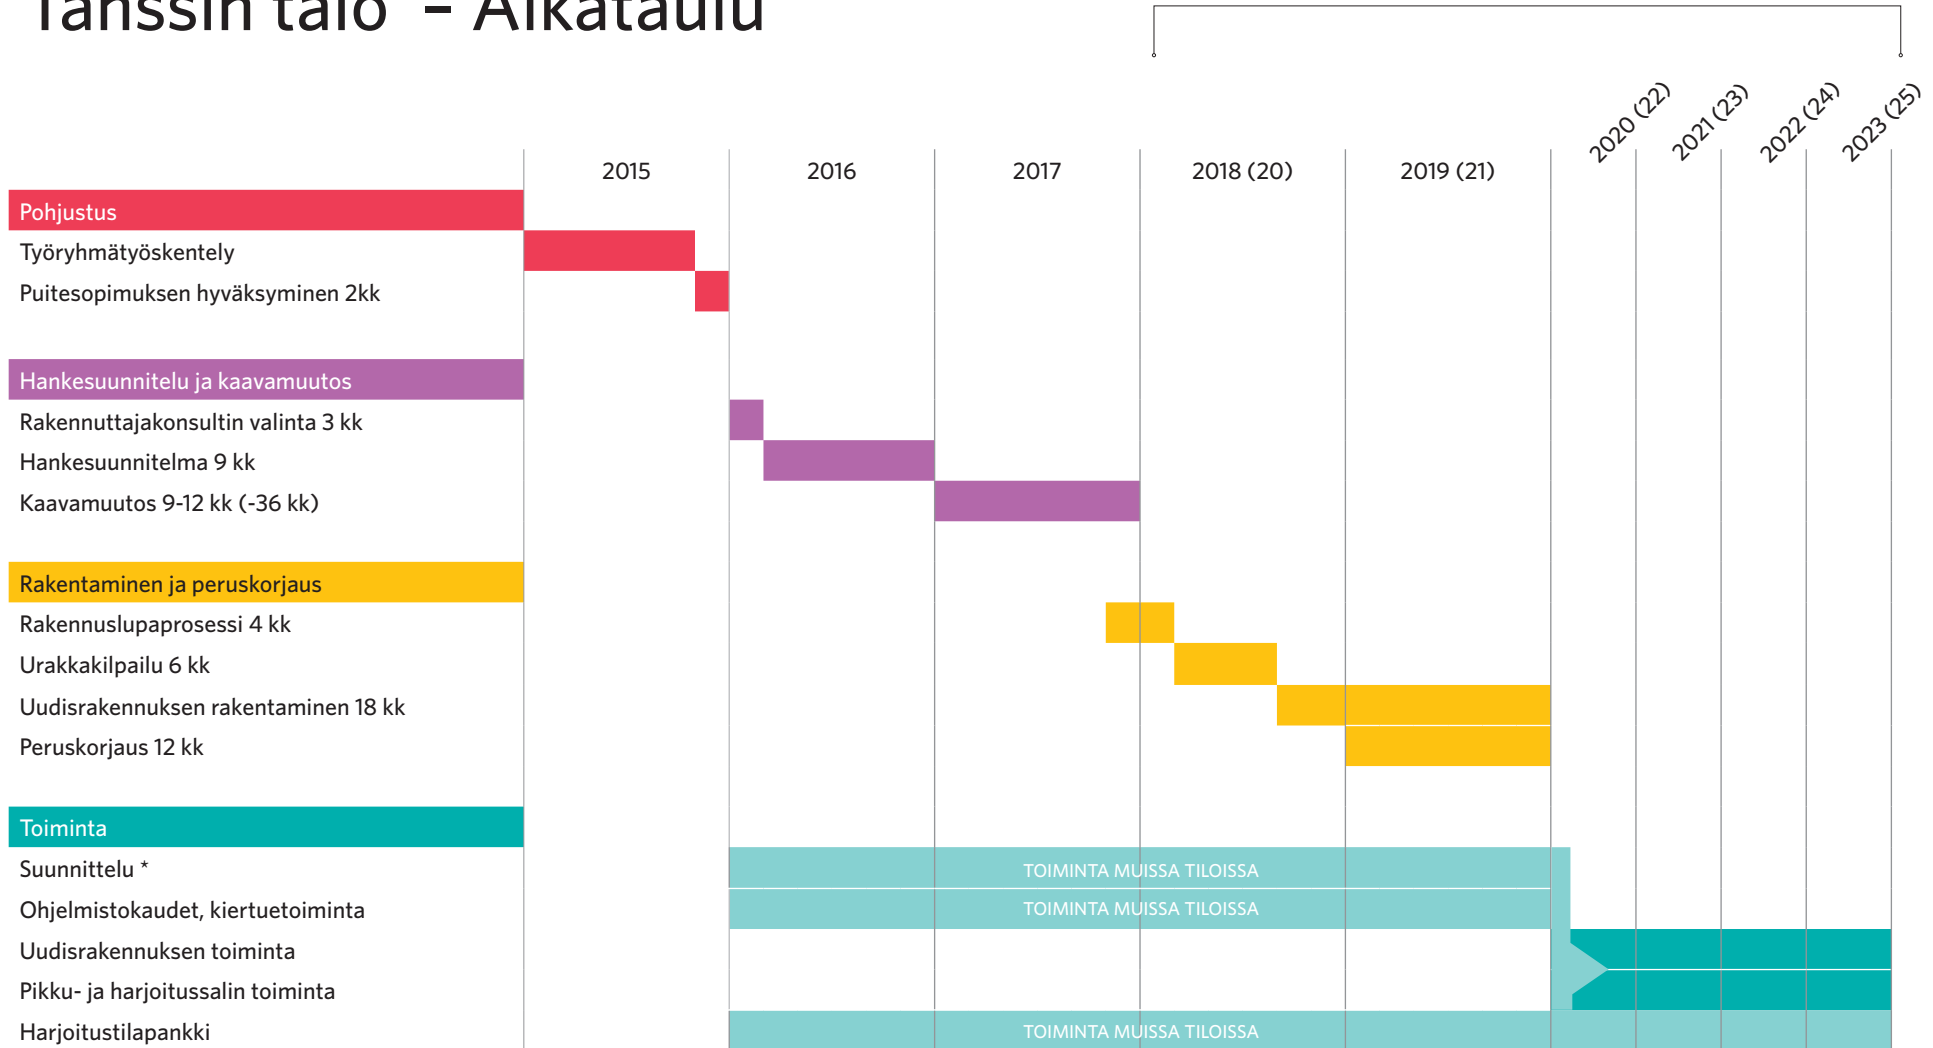 Tanssin talo – Aikataulu
2020 (22)
2021 (23)
2022 (24)
2023 (25)
2015
2016
2017
2018 (20)
2019 (21)
Pohjustus
Työryhmätyöskentely
Puitesopimuksen hyväksyminen 2kk
Hankesuunnitelu ja kaavamuutos
Rakennuttajakonsultin valinta 3 kk
Hankesuunnitelma 9 kk
Kaavamuutos 9-12 kk (-36 kk)
Rakentaminen ja peruskorjaus
Rakennuslupaprosessi 4 kk
Urakkakilpailu 6 kk
Uudisrakennuksen rakentaminen 18 kk
Peruskorjaus 12 kk
Toiminta
Suunnittelu *
TOIMINTA MUISSA TILOISSA
Ohjelmistokaudet, kiertuetoiminta
TOIMINTA MUISSA TILOISSA
Uudisrakennuksen toiminta
Pikku- ja harjoitussalin toiminta
Harjoitustilapankki
TOIMINTA MUISSA TILOISSA